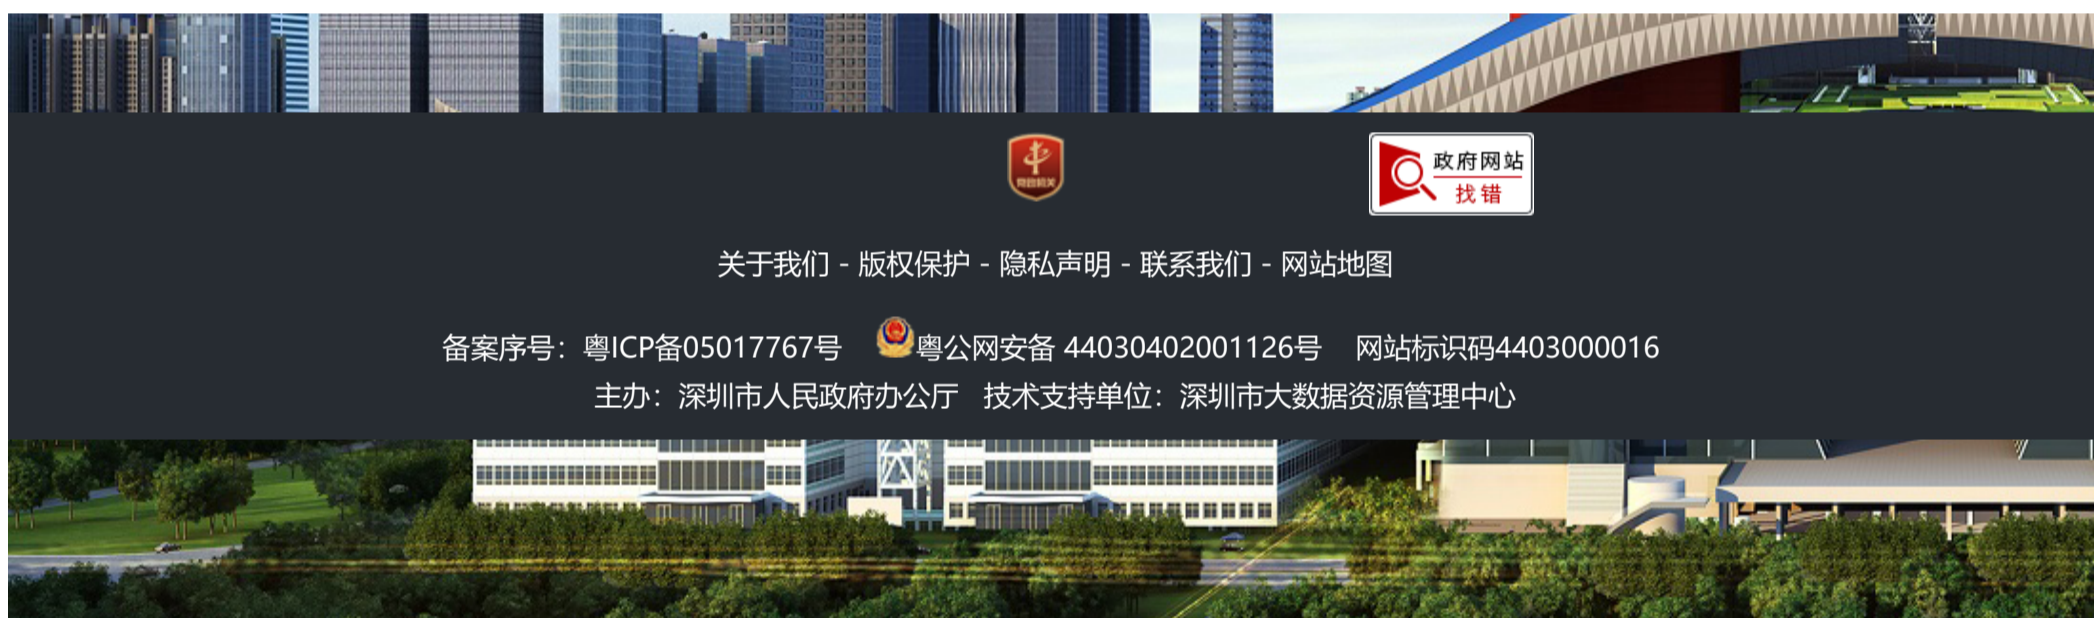 党政机关
政府网站
找错
关于我们 - 版权保护 - 隐私声明 - 联系我们 - 网站地图
备案序号：粤ICP备05017767号 粤公网安备 44030402001126号 网站标识码4403000016
主办：深圳市人民政府办公厅 技术支持单位：深圳市大数据资源管理中心